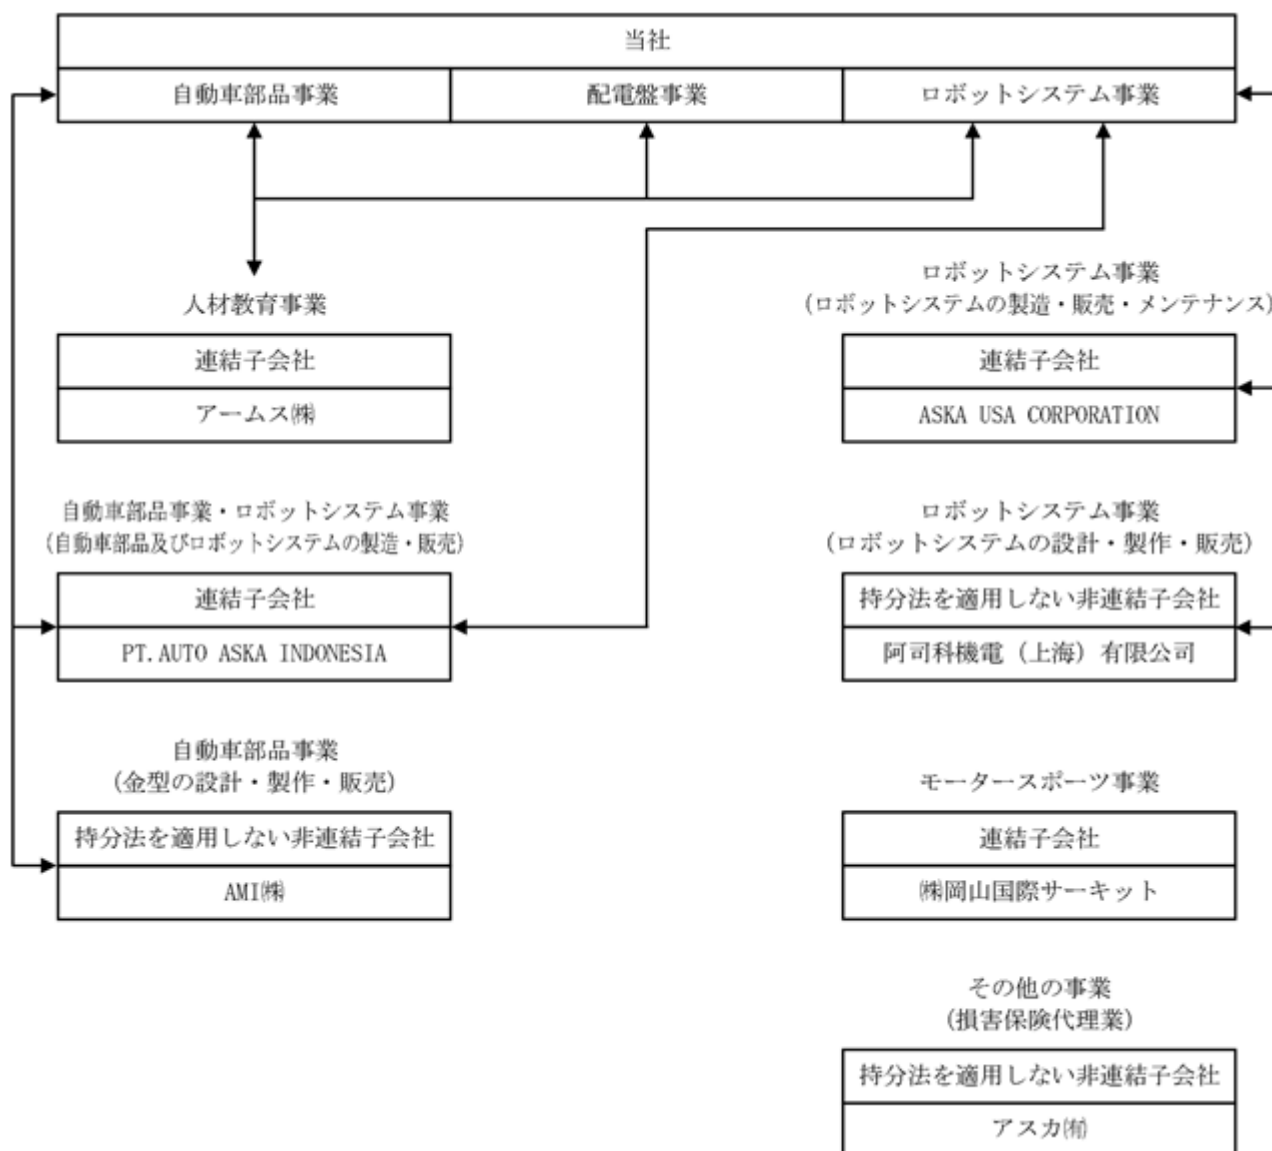 当社
自動車部品事業
配電盤事業
ロボットシステム事業
人材教育事業
連結子会社
アームス㈱
ロボットシステム事業
(ロボットシステムの製造・販売・メンテナンス)
連結子会社
ASKA USA CORPORATION
自動車部品事業・ロボットシステム事業
(自動車部品及びロボットシステムの製造・販売)
連結子会社
PT.AUTO ASKA INDONESIA
ロボットシステム事業
(ロボットシステムの設計・製作・販売)
持分法を適用しない非連結子会社
阿司科機電（上海）有限公司
自動車部品事業
(金型の設計・製作・販売)
持分法を適用しない非連結子会社
AMI㈱
モータースポーツ事業
連結子会社
㈱岡山国際サーキット
その他の事業
(損害保険代理業)
持分法を適用しない非連結子会社
アスカ㈲